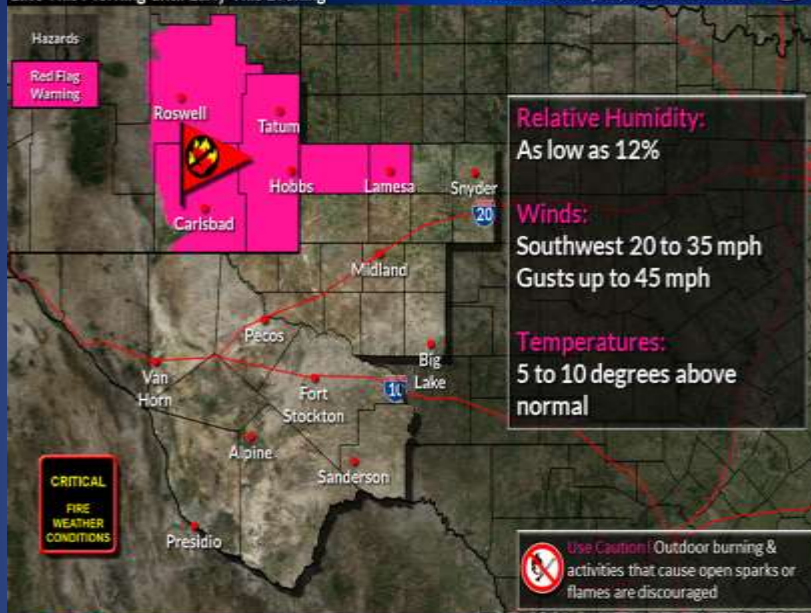 Hazards
Red Flag
Warning
Roswell
Tatum
Hobbs
Lamesa
Snyder
Carlsbad
20
Midland
Pecos
Van
Horn
Big
Lake
Fort
Stockton
10
Alpine
Sanderson
Presidio
Relative Humidity:
As low as 12%
Winds:
Southwest 20 to 35 mph
Gusts up to 45 mph
Temperatures:
5 to 10 degrees above
normal
CRITICAL
FIRE
WEATHER
CONDITIONS
Use Caution! Outdoor burning &
activities that cause open sparks or
flames are discouraged